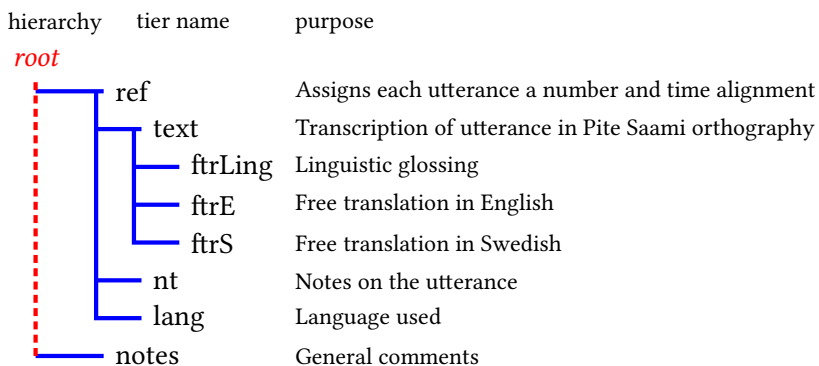 hierarchy tier name purpose
root
ref Assigns each utterance a number and time alignment
text Transcription of utterance in Pite Saami orthography
ftrLing Linguistic glossing
ftrE Free translation in English
ftrS Free translation in Swedish
nt Notes on the utterance
lang Language used
notes General comments